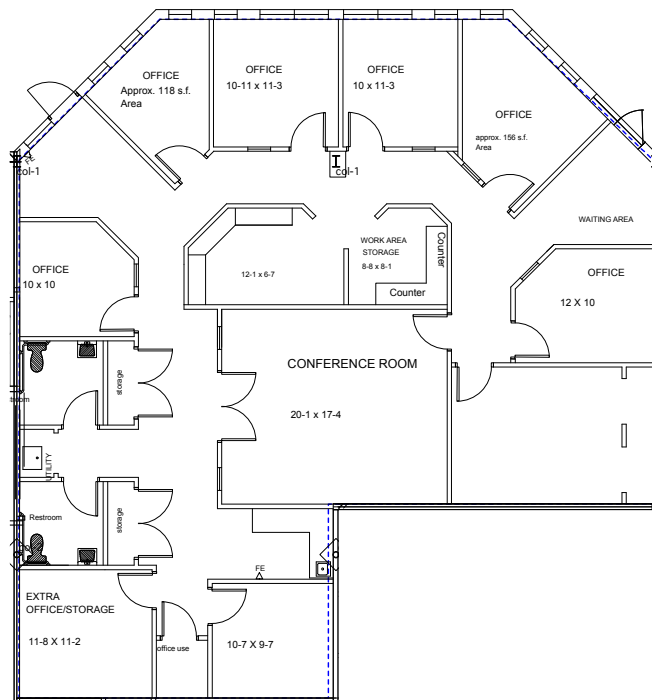 OFFICE
Approx. 118 s.f.
Area
OFFICE
10-11 x 11-3
OFFICE
10 x 11-3
OFFICE
approx. 156 s.f.
Area
FE
col-1
col-1
WAITING AREA
OFFICE
10 x 10
12-1 x 6-7
WORK AREA
STORAGE
8-8 x 8-1
Counter
Counter
OFFICE
12 X 10
CONFERENCE ROOM
20-1 x 17-4
storage
UTILITY
Restroom
storage
FE
EXTRA
OFFICE/STORAGE
11-8 X 11-2
office use
10-7 X 9-7